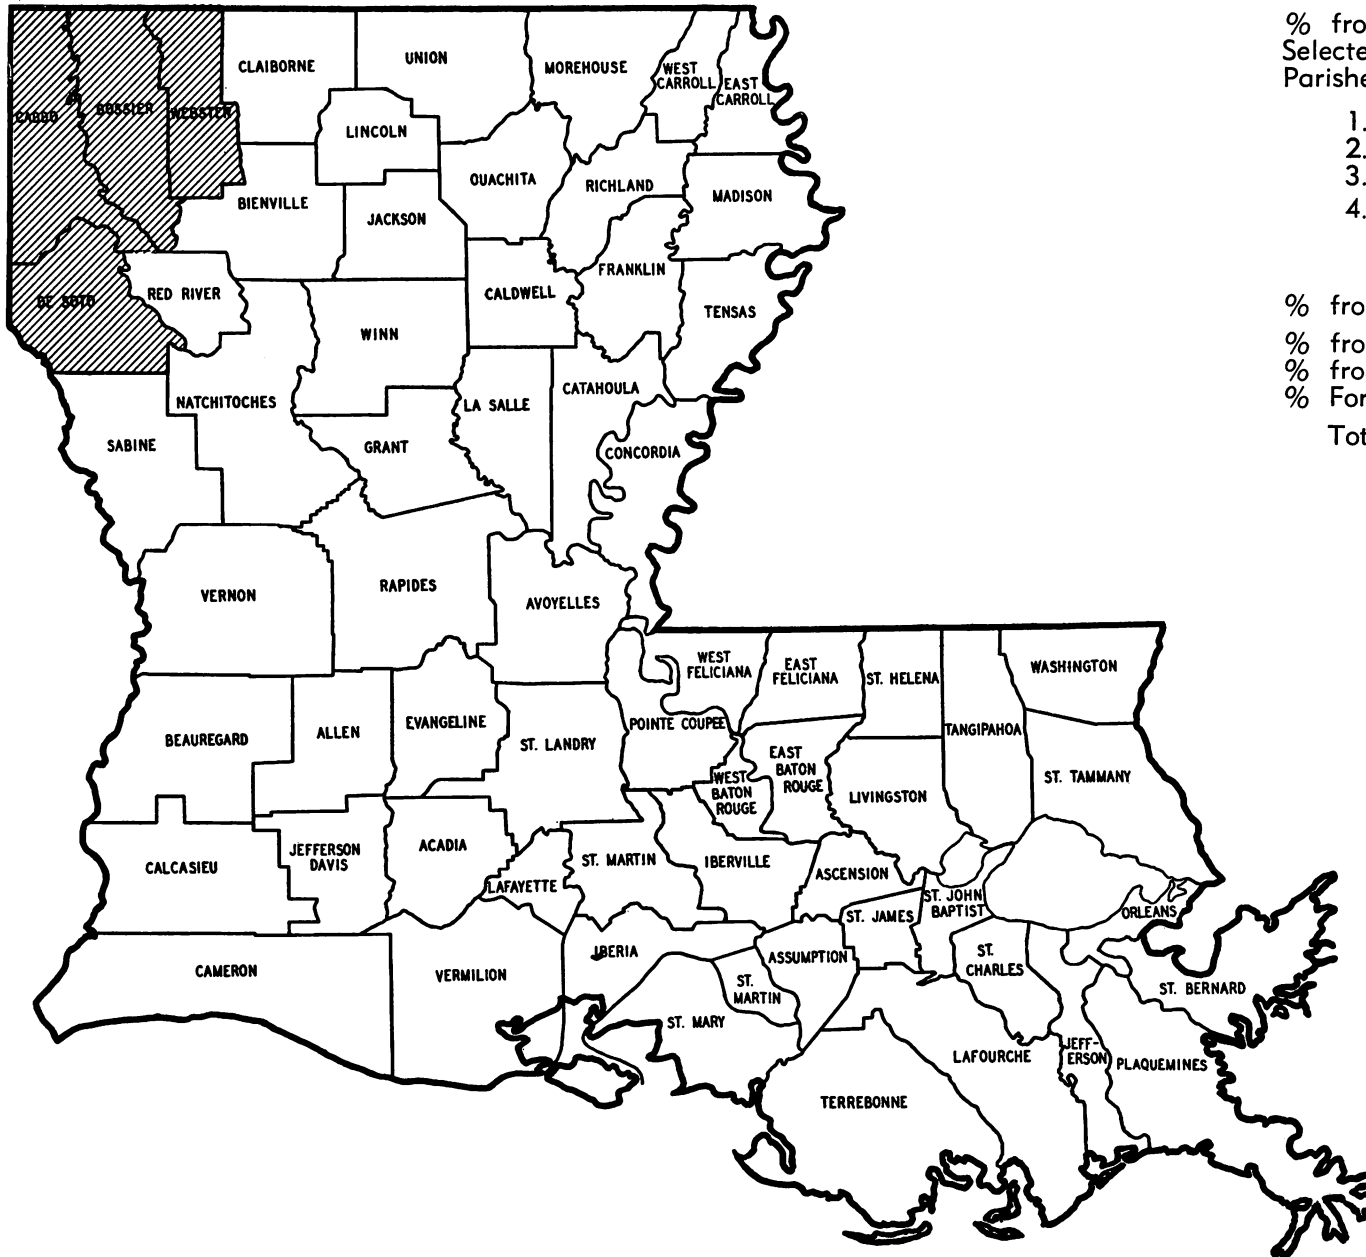 % fro
Selecte
Parishe
1.
2.
3.
4.
% fro
% fro
% fro
% For
Tot
CADDO
BOSSIER
WEBSTER
CLAIBORNE
UNION
MOREHOUSE
WEST
CARROLL
EAST
CARROLL
LINCOLN
OUACHITA
RICHLAND
MADISON
BIENVILLE
JACKSON
DE SOTO
RED RIVER
CALDWELL
FRANKLIN
TENSAS
WINN
NATCHITOCHES
LA SALLE
CATAHOULA
SABINE
GRANT
CONCORDIA
VERNON
RAPIDES
AVOYELLES
WEST
FELICIANA
EAST
FELICIANA
ST. HELENA
WASHINGTON
BEAUREGARD
ALLEN
EVANGELINE
ST. LANDRY
POINTE COUPEE
TANGIPAHOA
WEST
BATON
ROUGE
EAST
BATON
ROUGE
LIVINGSTON
ST. TAMMANY
CALCASIEU
JEFFERSON
DAVIS
ACADIA
LAFAYETTE
ST. MARTIN
IBERVILLE
ASCENSION
ST. JAMES
ST. JOHN
BAPTIST
ORLEANS
CAMERON
VERMILION
IBERIA
ST.
MARTIN
ASSUMPTION
ST.
CHARLES
ST. BERNARD
ST. MARY
LAFOURCHE
JEFF-
ERSON
PLAQUEMINES
TERREBONNE